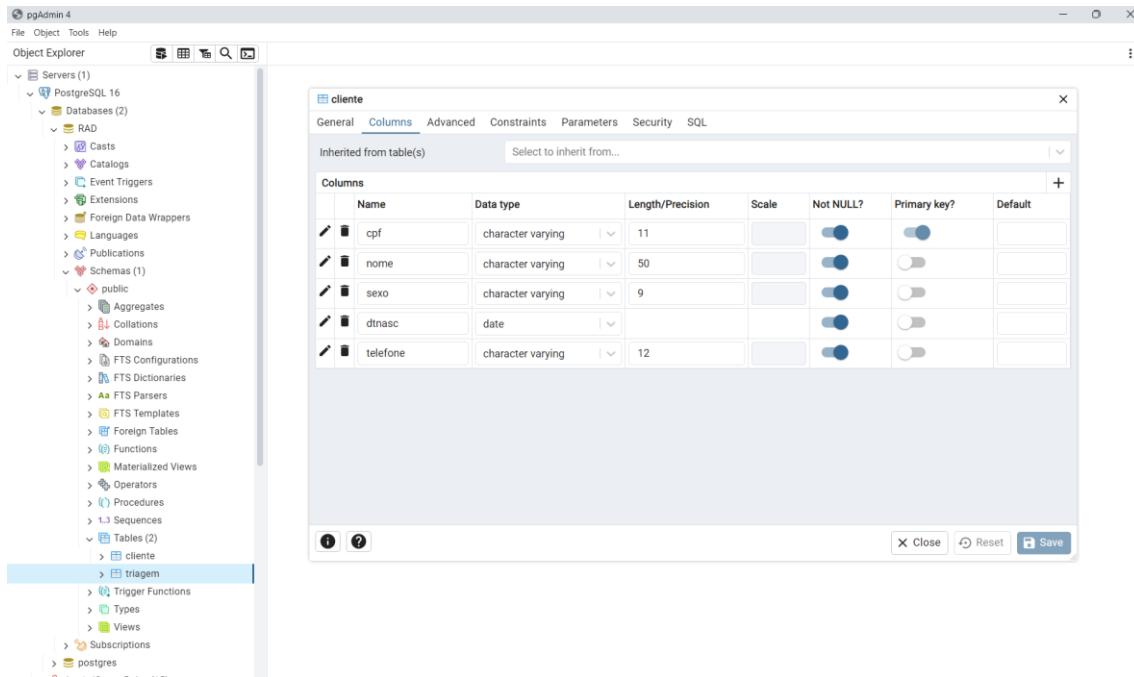 pgAdmin 4
File Object Tools Help
Object Explorer
Servers (1)
PostgreSQL 16
Databases (2)
RAD
Casts
Catalogs
Event Triggers
Extensions
Foreign Data Wrappers
Languages
Publications
Schemas (1)
public
Aggregates
Collations
Domains
FTS Configurations
FTS Dictionaries
Aa FTS Parsers
FTS Templates
Foreign Tables
Functions
Materialized Views
Operators
Procedures
1..3 Sequences
Tables (2)
cliente
triagem
Trigger Functions
Types
Views
Subscriptions
postgres
cliente
General Columns Advanced Constraints Parameters Security SQL
Inherited from table(s) Select to inherit from...
Columns
Name Data type Length/Precision Scale Not NULL? Primary key? Default
cpf character varying 11
nome character varying 50
sexo character varying 9
dtnasc date
telefone character varying 12
Close Reset Save